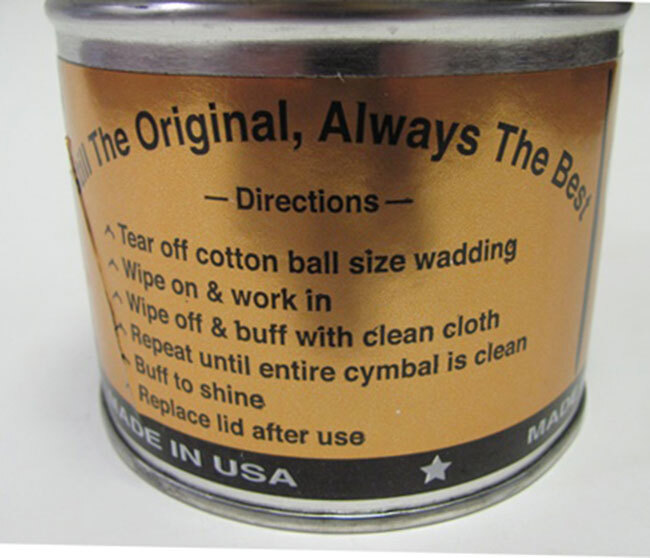 The Original, Always The Best
— Directions —
^ Tear off cotton ball size wadding
^ Wipe on & work in
^ Wipe off & buff with clean cloth
^ Repeat until entire cymbal is clean
^ Buff to shine
^ Replace lid after use
MADE IN USA ★ MADE